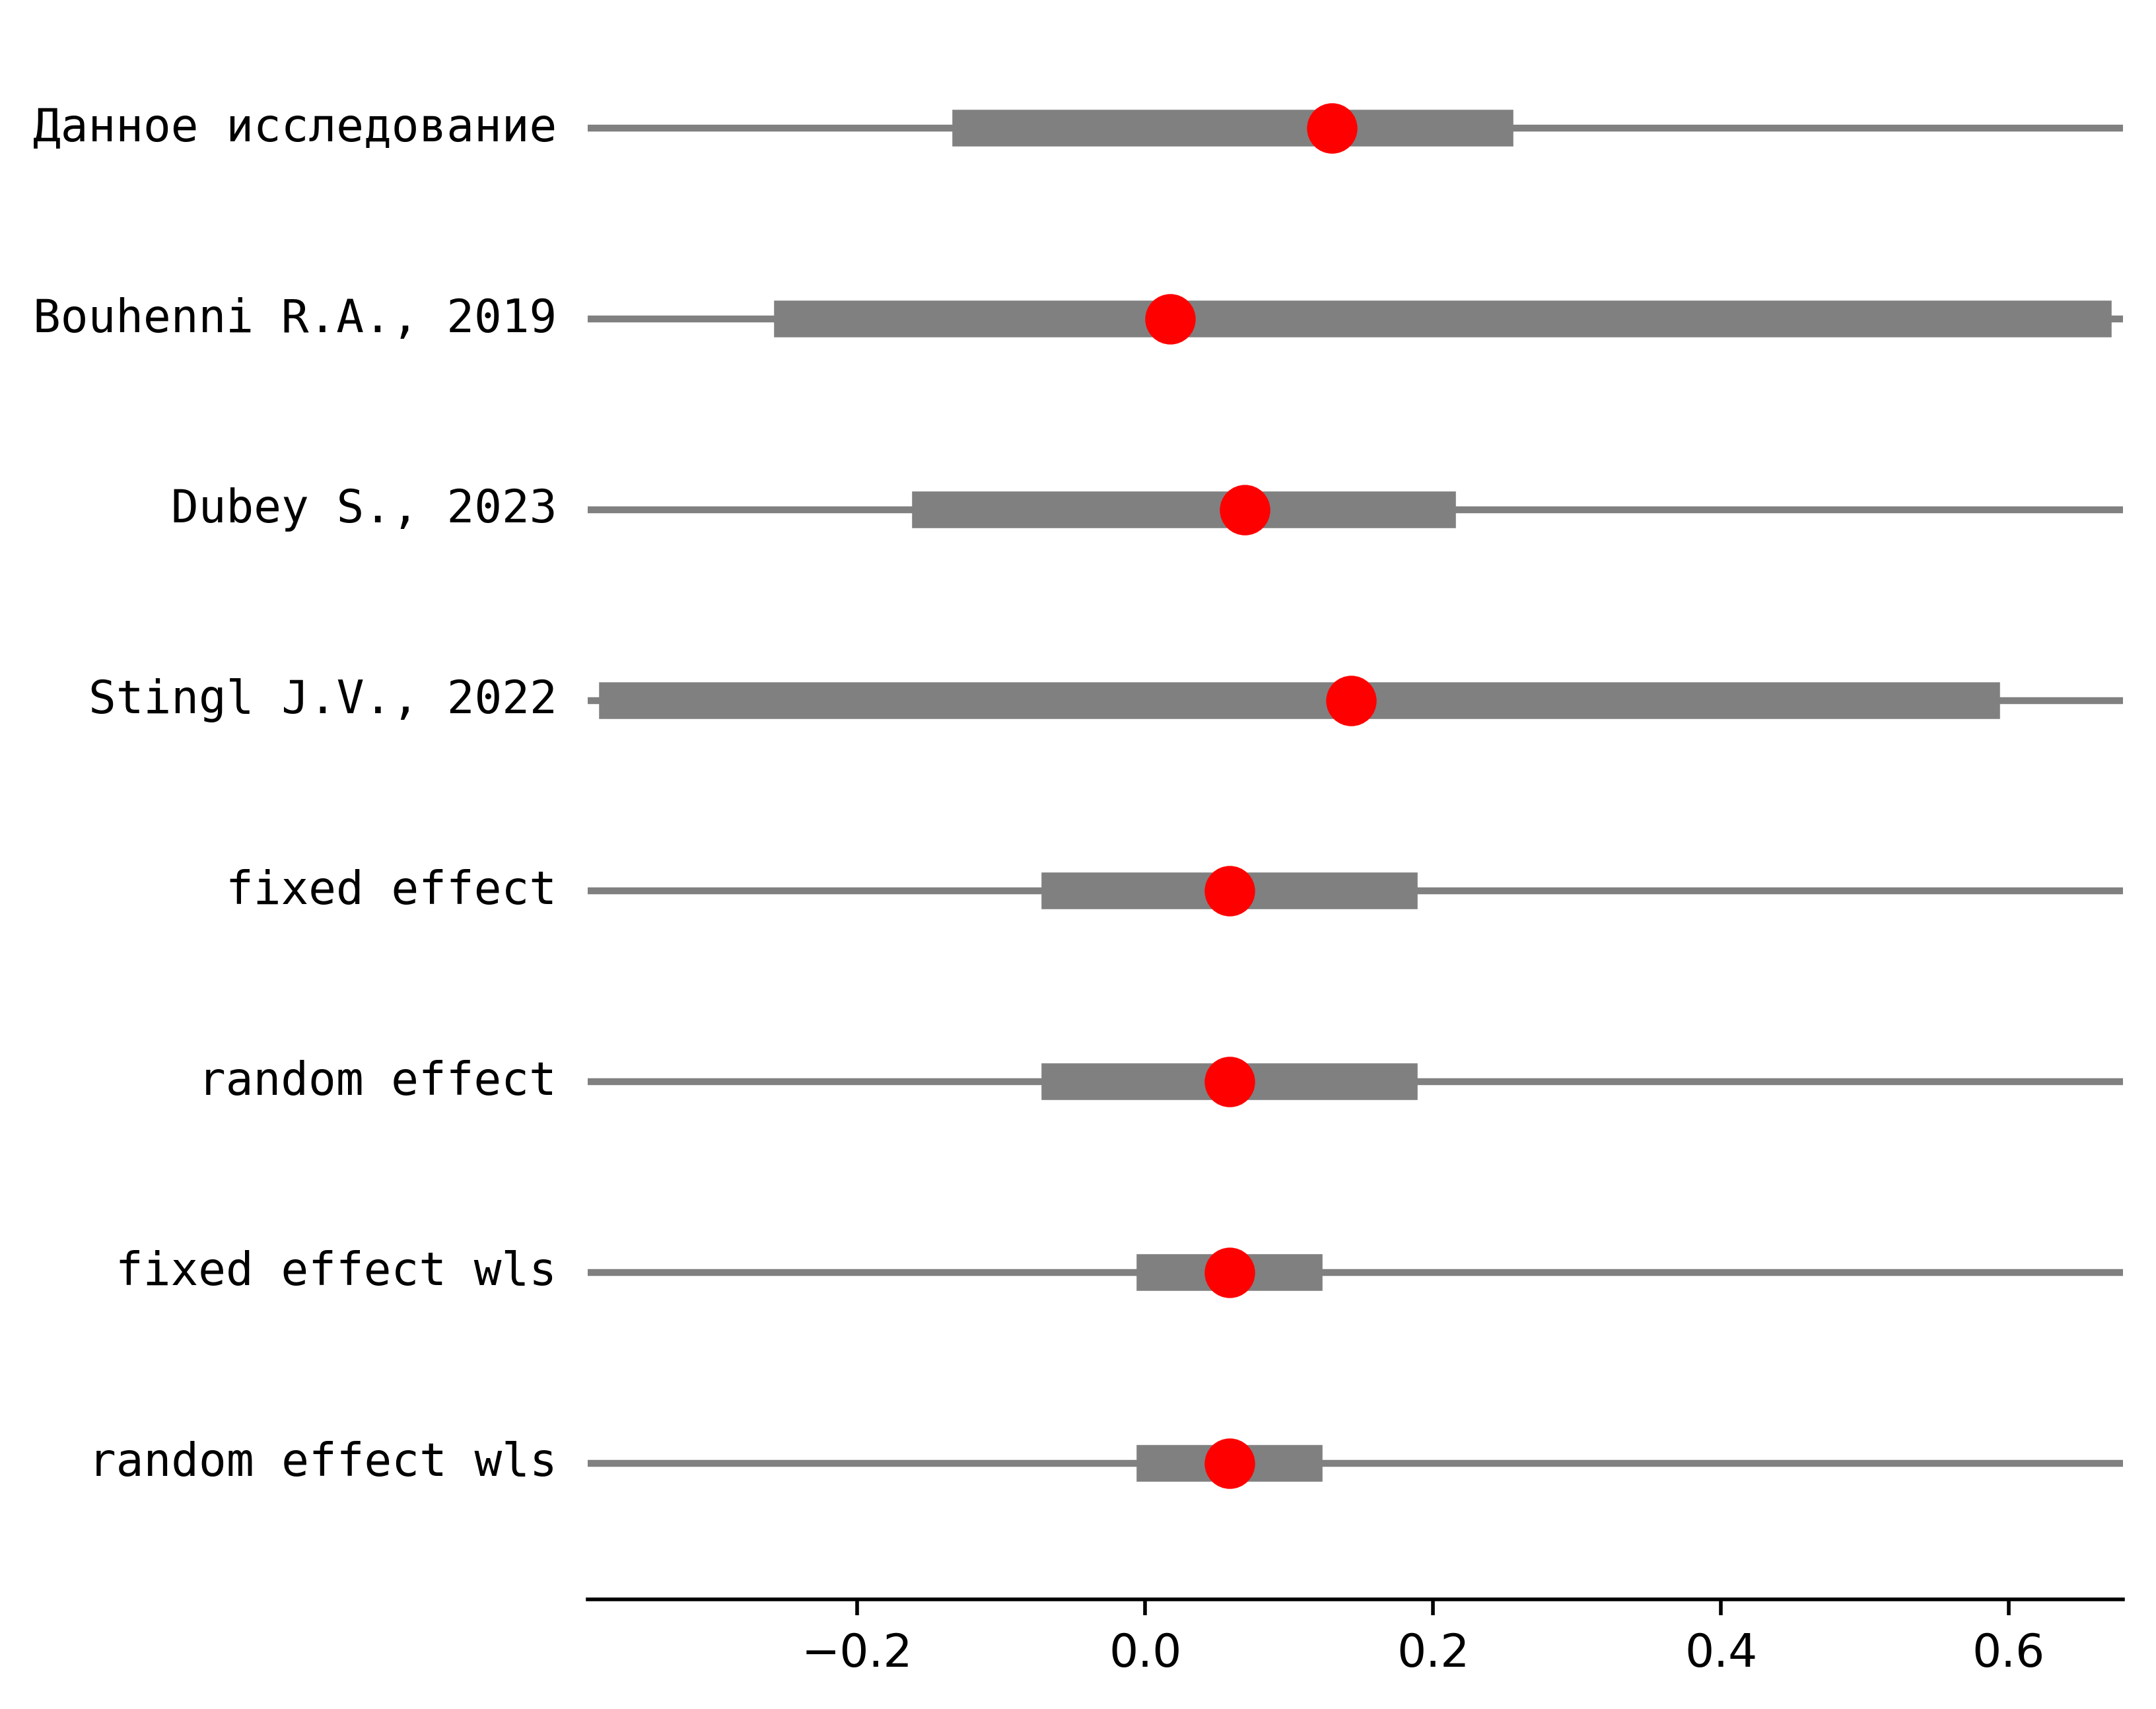 Данное исследование
Bouhenni R.A., 2019
Dubey S., 2023
Stingl J.V., 2022
fixed effect
random effect
fixed effect wls
random effect wls
−0.2 0.0 0.2 0.4 0.6